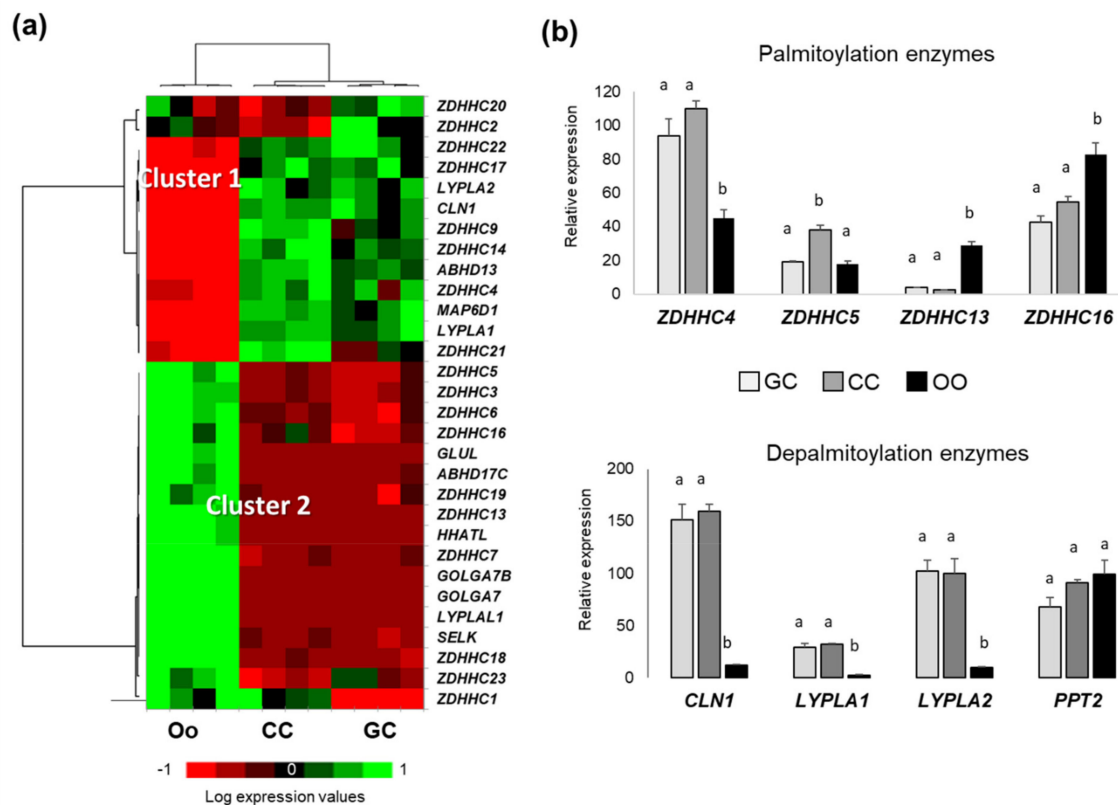 (a)
Cluster 1
Cluster 2
ZDHHC20
ZDHHC2
ZDHHC22
ZDHHC17
LYPLA2
CLN1
ZDHHC9
ZDHHC14
ABHD13
ZDHHC4
MAP6D1
LYPLA1
ZDHHC21
ZDHHC5
ZDHHC3
ZDHHC6
ZDHHC16
GLUL
ABHD17C
ZDHHC19
ZDHHC13
HHATL
ZDHHC7
GOLGA7B
GOLGA7
LYPLAL1
SELK
ZDHHC18
ZDHHC23
ZDHHC1
Oo CC GC
-1 0 1
Log expression values
(b)
Palmitoylation enzymes
Relative expression
120
100
80
60
40
20
0
a a b
a b a
a a b
a a b
ZDHHC4 ZDHHC5 ZDHHC13 ZDHHC16
GC CC OO
Depalmitoylation enzymes
Relative expression
200
150
100
50
0
a a b
a a b
a a b
a a a
CLN1 LYPLA1 LYPLA2 PPT2